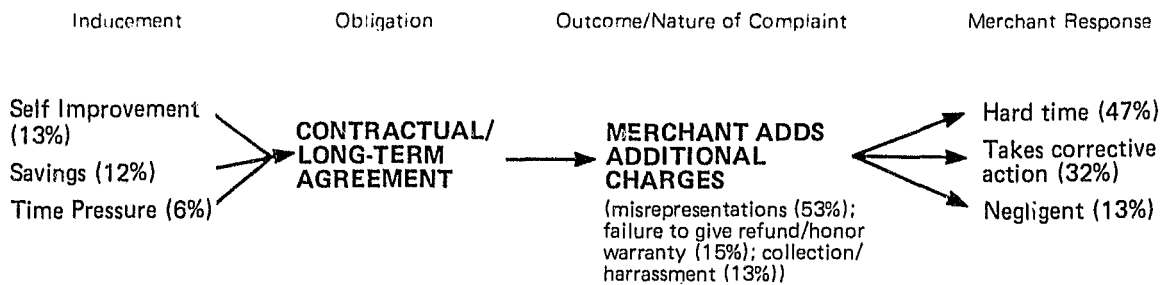 Inducement
Obligation
Outcome/Nature of Complaint
Merchant Response
Self Improvement
(13%)
Savings (12%)
Time Pressure (6%)
CONTRACTUAL/
LONG-TERM
AGREEMENT
MERCHANT ADDS
ADDITIONAL
CHARGES
(misrepresentations (53%);
failure to give refund/honor
warranty (15%); collection/
harrassment (13%))
Hard time (47%)
Takes corrective
action (32%)
Negligent (13%)